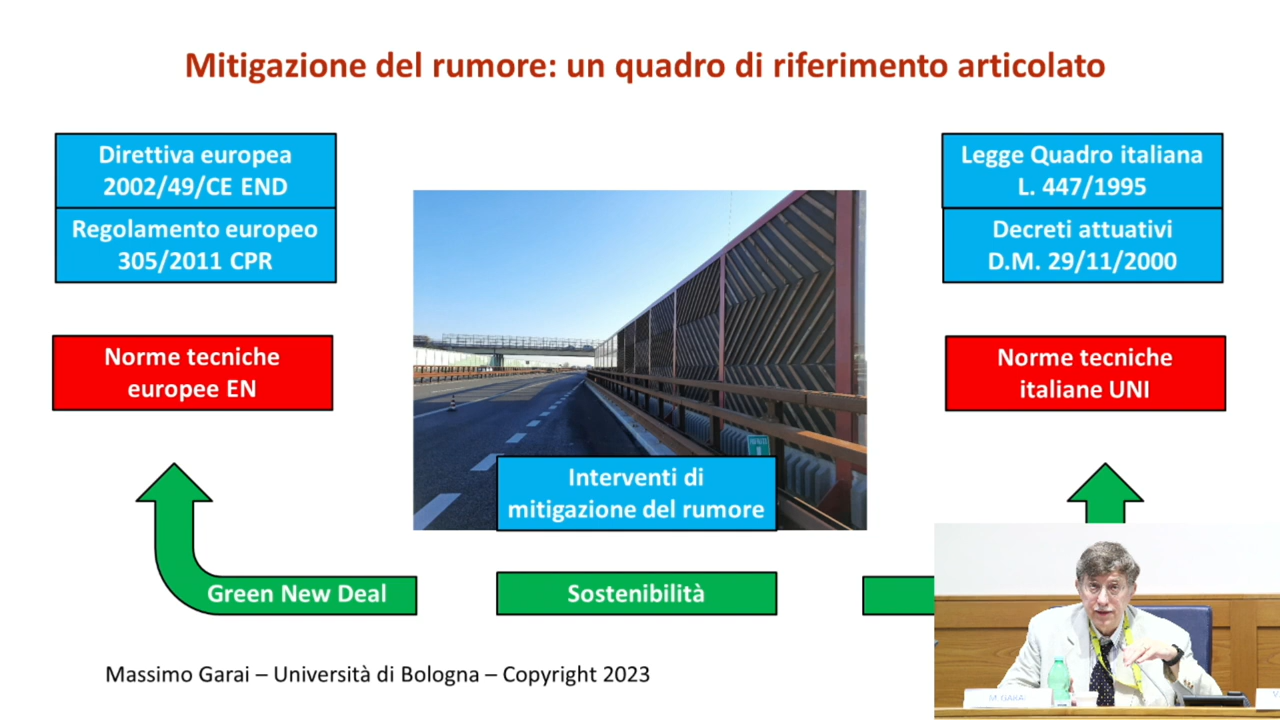 Mitigazione del rumore: un quadro di riferimento articolato
Direttiva europea
2002/49/CE END
Regolamento europeo
305/2011 CPR
Norme tecniche
europee EN
Legge Quadro italiana
L. 447/1995
Decreti attuativi
D.M. 29/11/2000
Norme tecniche
italiane UNI
Interventi di
mitigazione del rumore
Green New Deal
Sostenibilità
Massimo Garai – Università di Bologna – Copyright 2023
M. GARAI